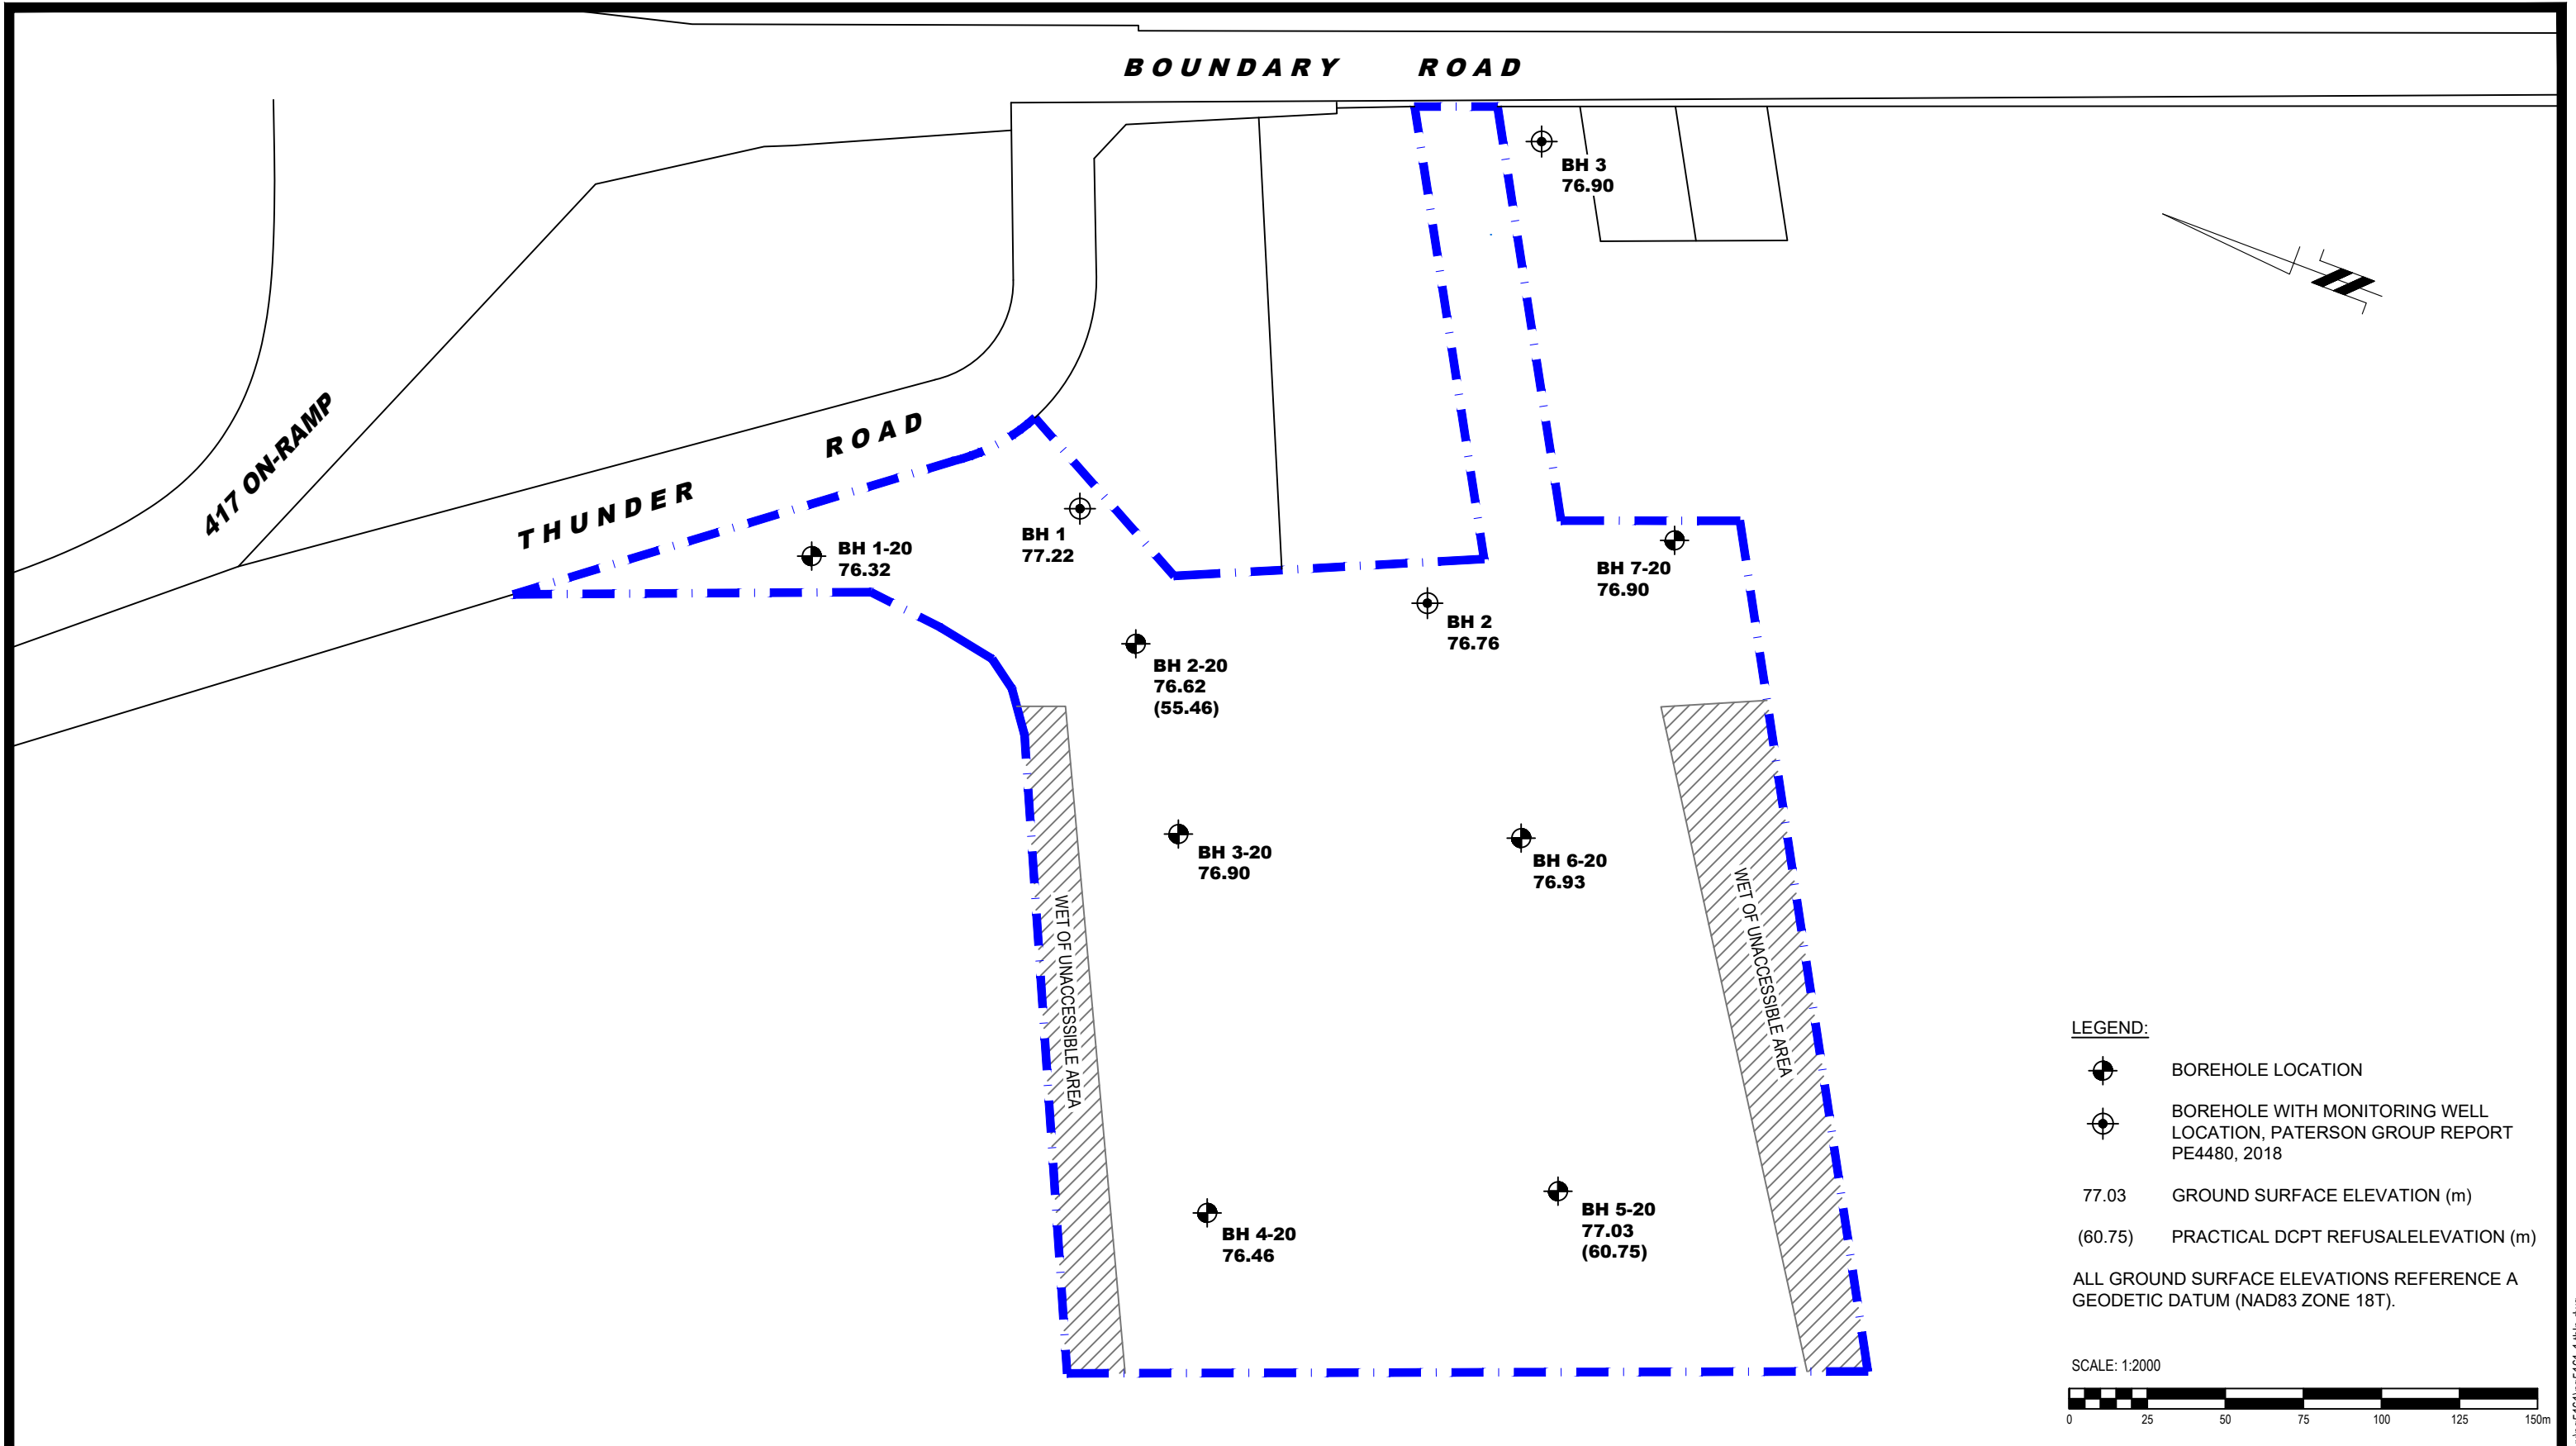 BOUNDARY ROAD
BH 3
76.90
417 ON-RAMP
THUNDER ROAD
BH 1
77.22
BH 1-20
76.32
BH 7-20
76.90
BH 2
76.76
BH 2-20
76.62
(55.46)
BH 3-20
76.90
BH 6-20
76.93
WET OF UNACCESSIBLE AREA
WET OF UNACCESSIBLE AREA
BH 4-20
76.46
BH 5-20
77.03
(60.75)
LEGEND:
BOREHOLE LOCATION
BOREHOLE WITH MONITORING WELL
LOCATION, PATERSON GROUP REPORT
PE4480, 2018
77.03 GROUND SURFACE ELEVATION (m)
(60.75) PRACTICAL DCPT REFUSALELEVATION (m)
ALL GROUND SURFACE ELEVATIONS REFERENCE A
GEODETIC DATUM (NAD83 ZONE 18T).
SCALE: 1:2000
0 25 50 75 100 125 150m